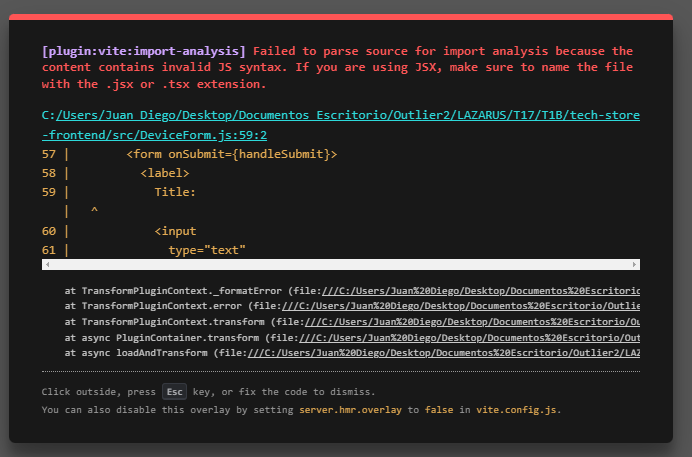 [plugin:vite:import-analysis] Failed to parse source for import analysis because the
content contains invalid JS syntax. If you are using JSX, make sure to name the file
with the .jsx or .tsx extension.
C:/Users/Juan Diego/Desktop/Documentos Escritorio/Outlier2/LAZARUS/T17/T1B/tech-store
-frontend/src/DeviceForm.js:59:2
57 | <form onSubmit={handleSubmit}>
58 | <label>
59 | Title:
| ^
60 | <input
61 | type="text"
at TransformPluginContext._formatError (file:///C:/Users/Juan%20Diego/Desktop/Documentos%20Escritorio
at TransformPluginContext.error (file:///C:/Users/Juan%20Diego/Desktop/Documentos%20Escritorio/Outlie
at TransformPluginContext.transform (file:///C:/Users/Juan%20Diego/Desktop/Documentos%20Escritorio/Ou
at async PluginContainer.transform (file:///C:/Users/Juan%20Diego/Desktop/Documentos%20Escritorio/Out
at async loadAndTransform (file:///C:/Users/Juan%20Diego/Desktop/Documentos%20Escritorio/Outlier2/LAZ
Click outside, press Esc key, or fix the code to dismiss.
You can also disable this overlay by setting server.hmr.overlay to false in vite.config.js.